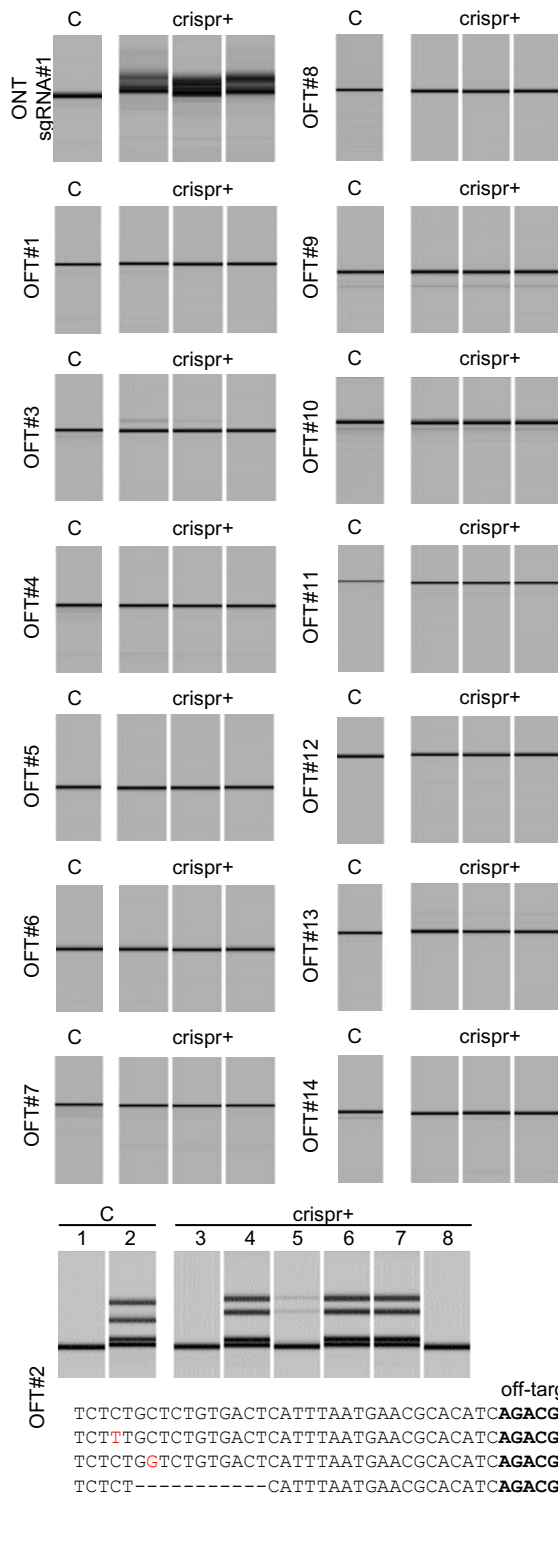 C crispr+ C crispr+
ONT sgRNA#1 OFT#8
C crispr+ C crispr+
OFT#1 OFT#9
C crispr+ C crispr+
OFT#3 OFT#10
C crispr+ C crispr+
OFT#4 OFT#11
C crispr+ C crispr+
OFT#5 OFT#12
C crispr+ C crispr+
OFT#6 OFT#13
C crispr+ C crispr+
OFT#7 OFT#14
C crispr+
1 2 3 4 5 6 7 8
OFT#2
off-targ
TCTCTGCTCTGTGACTCATTTAATGAACGCACATCAGACG
TCTTTGCTCTGTGACTCATTTAATGAACGCACATCAGACG
TCTCTGGTCTGTGACTCATTTAATGAACGCACATCAGACG
TCTCT-----------CATTTAATGAACGCACATCAGACG